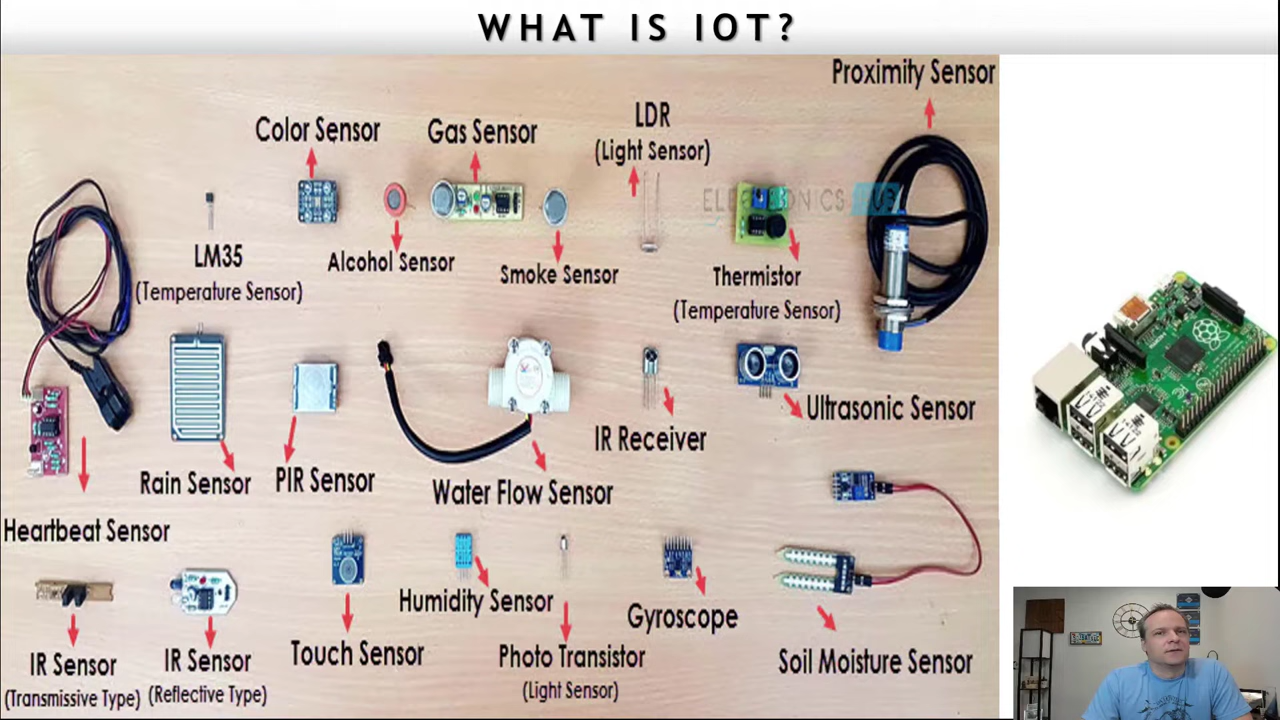 WHAT IS IOT?
Proximity Sensor
LDR
(Light Sensor)
Color Sensor
Gas Sensor
ELECTRONICS HUB
LM35
(Temperature Sensor)
Alcohol Sensor
Smoke Sensor
Thermistor
(Temperature Sensor)
Ultrasonic Sensor
IR Receiver
Rain Sensor
PIR Sensor
Water Flow Sensor
Heartbeat Sensor
Humidity Sensor
Gyroscope
Touch Sensor
Photo Transistor
(Light Sensor)
Soil Moisture Sensor
IR Sensor
(Transmissive Type)
IR Sensor
(Reflective Type)